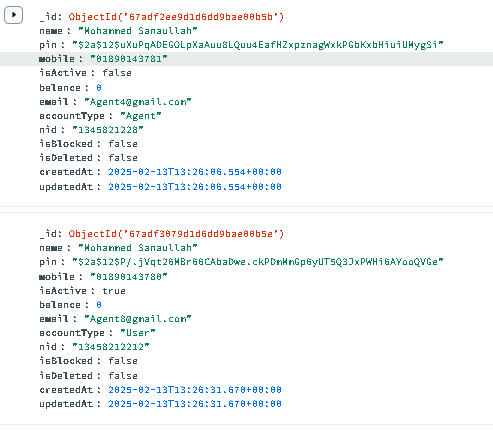 _id: ObjectId('67adf2ee9d1d6dd9bae00b5b')
name: "Mohammed Sanaullah"
pin: "$2a$12$uXuPqADEGOLpXaAuu8LQuu4EafHZxpznagWxkPGbKxbHiuiUMygSi"
mobile: "01890143781"
isActive: false
balance: 0
email: "Agent4@gmail.com"
accountType: "Agent"
nid: "1345821228"
isBlocked: false
isDeleted: false
createdAt: 2025-02-13T13:26:06.554+00:00
updatedAt: 2025-02-13T13:26:06.554+00:00
_id: ObjectId('67adf3079d1d6dd9bae00b5e')
name: "Mohammed Sanaullah"
pin: "$2a$12$P/.jVqt26MBr66CAbaDwe.ckPDmMmGp6yUT5Q3JxPWHi6AYooQVGe"
mobile: "01890143780"
isActive: true
balance: 0
email: "Agent8@gmail.com"
accountType: "User"
nid: "13458212212"
isBlocked: false
isDeleted: false
createdAt: 2025-02-13T13:26:31.670+00:00
updatedAt: 2025-02-13T13:26:31.670+00:00